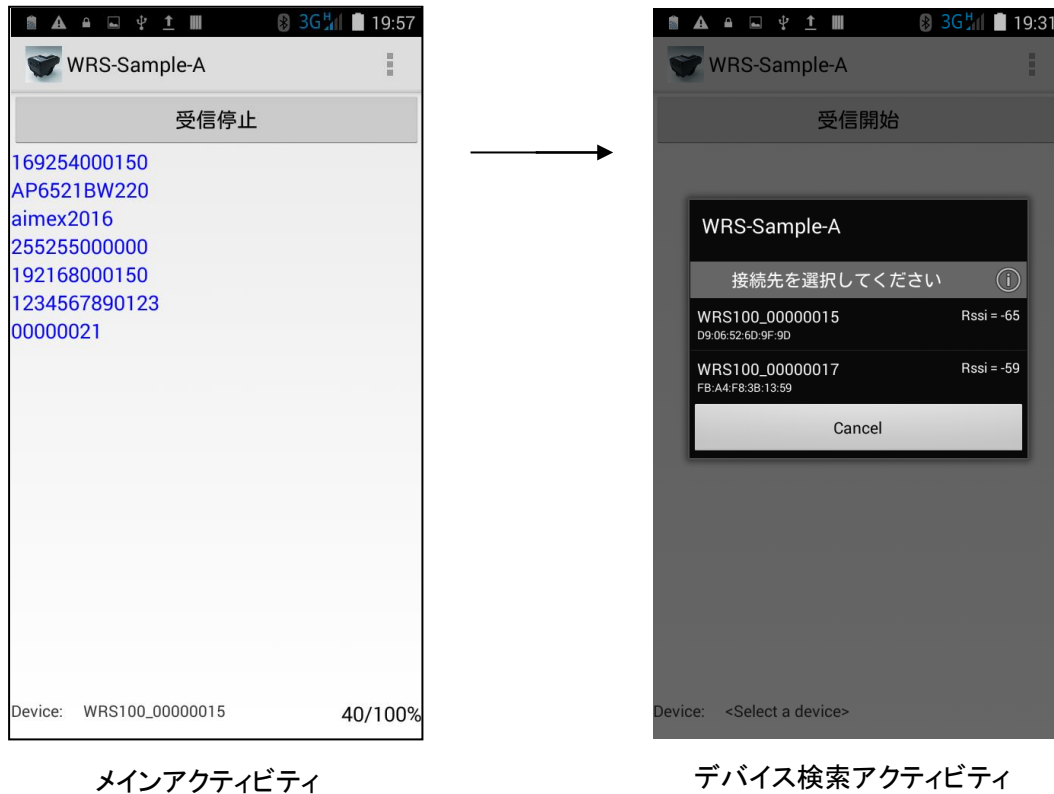 3G H 19:57
WRS-Sample-A
受信停止
169254000150
AP6521BW220
aimex2016
255255000000
192168000150
1234567890123
00000021
Device: WRS100_00000015 40/100%
メインアクティビティ
3G H 19:31
WRS-Sample-A
受信開始
WRS-Sample-A
接続先を選択してください
WRS100_00000015 Rssi = -65
D9:06:52:6D:9F:9D
WRS100_00000017 Rssi = -59
FB:A4:F8:3B:13:59
Cancel
Device: <Select a device>
デバイス検索アクティビティ